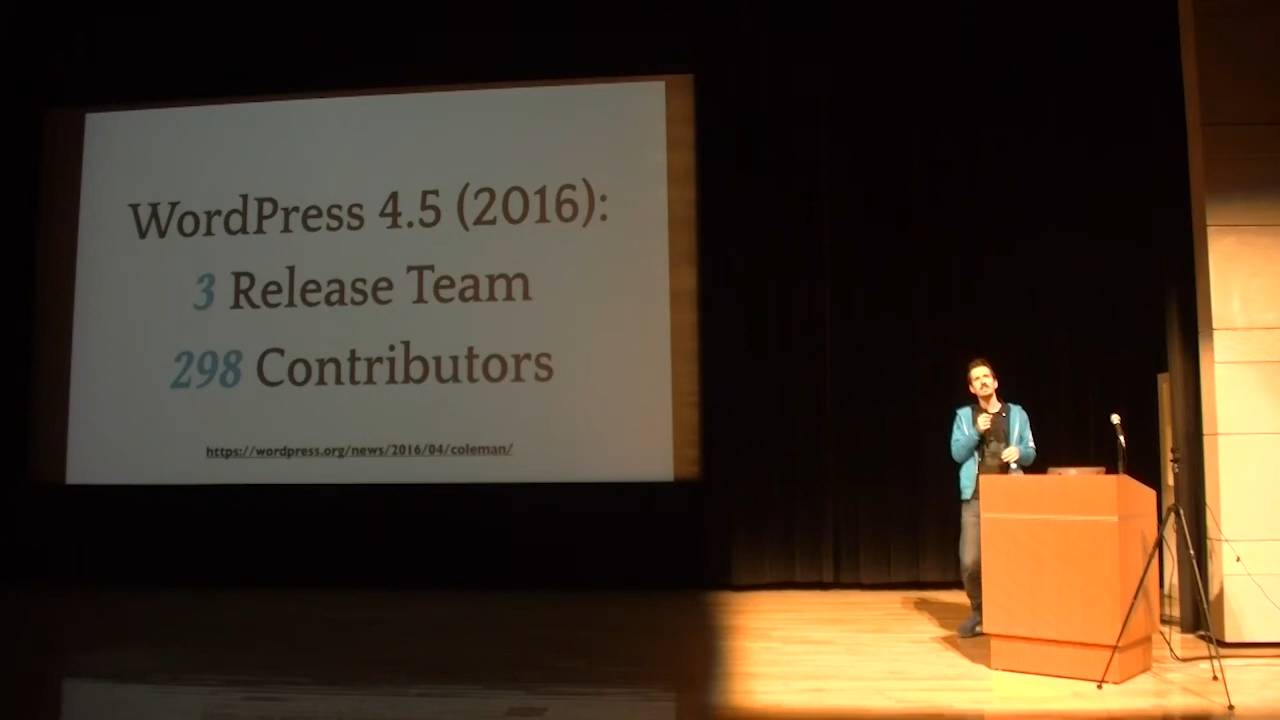 WordPress 4.5 (2016):
3 Release Team
298 Contributors
https://wordpress.org/news/2016/04/coleman/